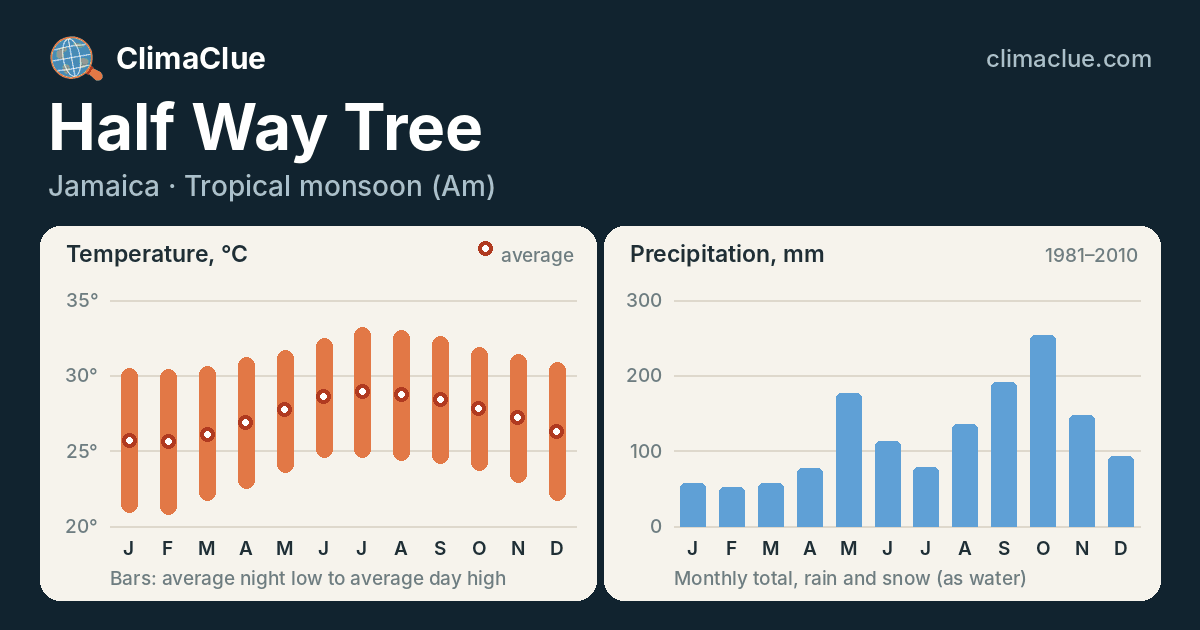 ClimaClue
climaclue.com
Half Way Tree
Jamaica · Tropical monsoon (Am)
Temperature, °C
average
35°
30°
25°
20°
J F M A M J J A S O N D
Bars: average night low to average day high
Precipitation, mm
1981–2010
300
200
100
0
J F M A M J J A S O N D
Monthly total, rain and snow (as water)